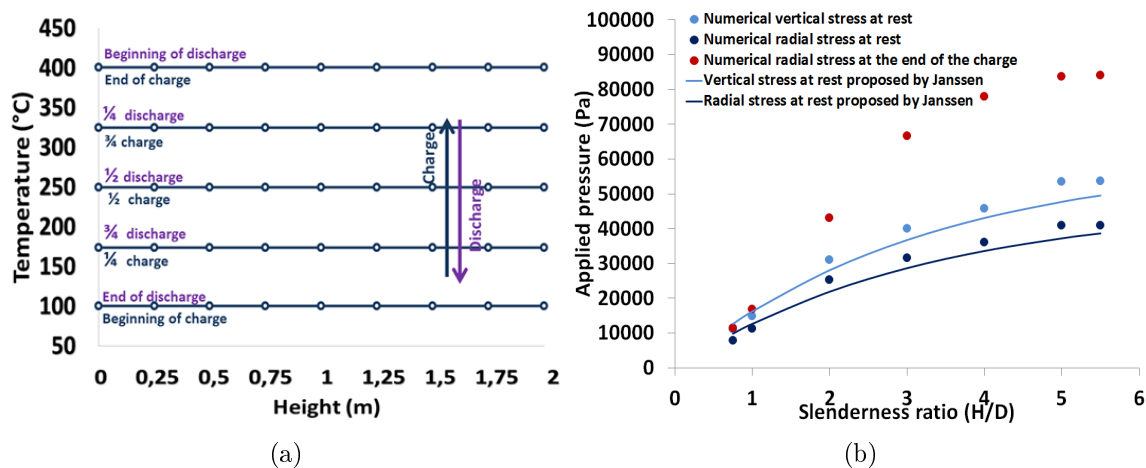 450
400
350
300
250
200
150
100
50
Temperature (°C)
Beginning of discharge
End of charge
¼ discharge
¾ charge
½ discharge
½ charge
¾ discharge
¼ charge
End of discharge
Beginning of charge
Charge
Discharge
0 0,25 0,5 0,75 1 1,25 1,5 1,75 2
Height (m)
(a)
100000
90000
80000
70000
60000
50000
40000
30000
20000
10000
0
Applied pressure (Pa)
Numerical vertical stress at rest
Numerical radial stress at rest
Numerical radial stress at the end of the charge
Vertical stress at rest proposed by Janssen
Radial stress at rest proposed by Janssen
0 1 2 3 4 5 6
Slenderness ratio (H/D)
(b)